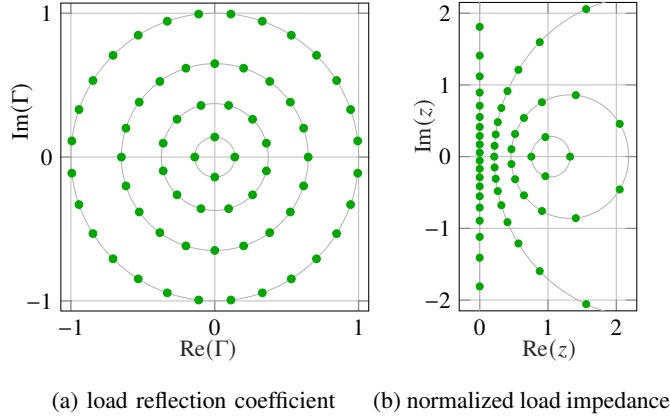 1
0
−1
Im(Γ)
−1
0
1
Re(Γ)
2
1
0
−1
−2
Im(z)
0
1
2
Re(z)
(a) load reflection coefficient
(b) normalized load impedance